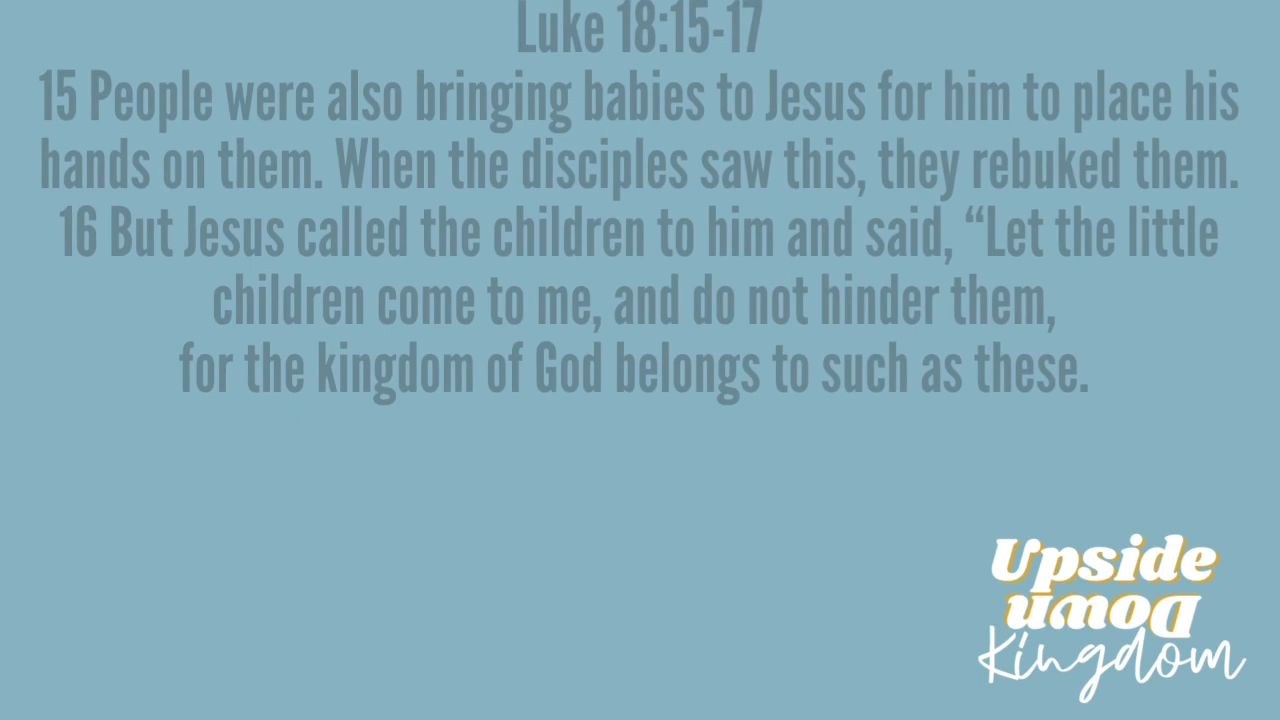 Luke 18:15-17
15 People were also bringing babies to Jesus for him to place his
hands on them. When the disciples saw this, they rebuked them.
16 But Jesus called the children to him and said, “Let the little
children come to me, and do not hinder them,
for the kingdom of God belongs to such as these.
Upside
Down
Kingdom